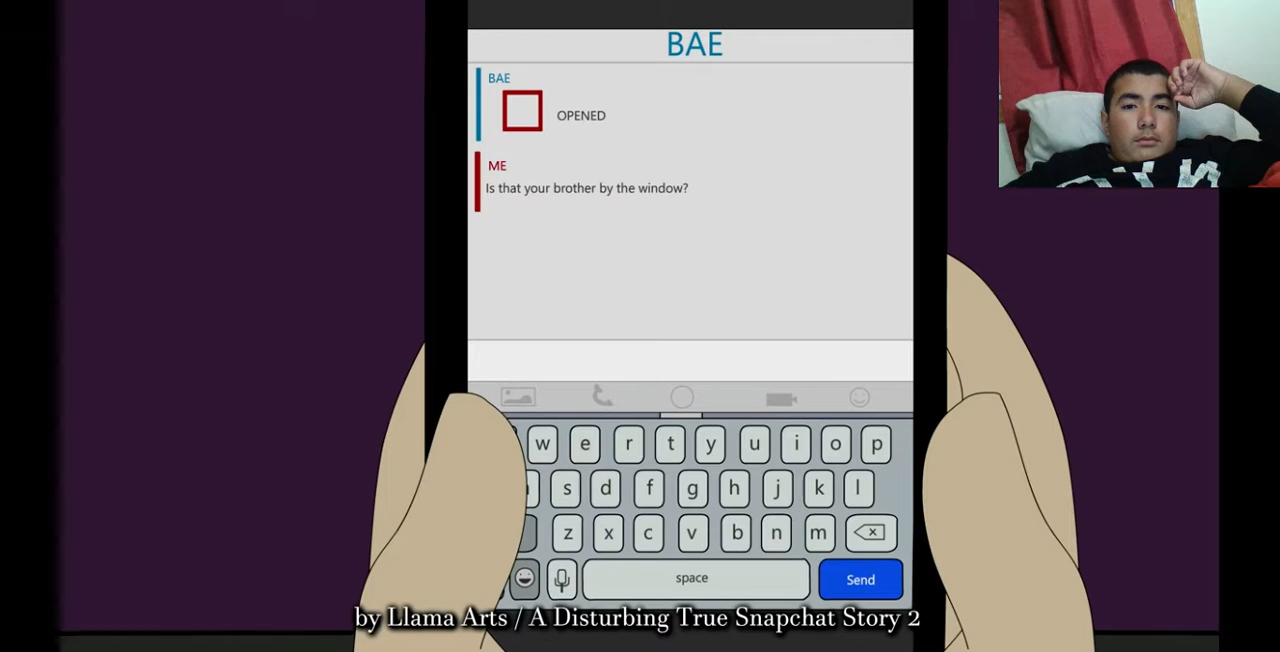 BAE
BAE
OPENED
ME
Is that your brother by the window?
w e r t y u i o p
s d f g h j k l
z x c v b n m
space
Send
by Llama Arts / A Disturbing True Snapchat Story 2